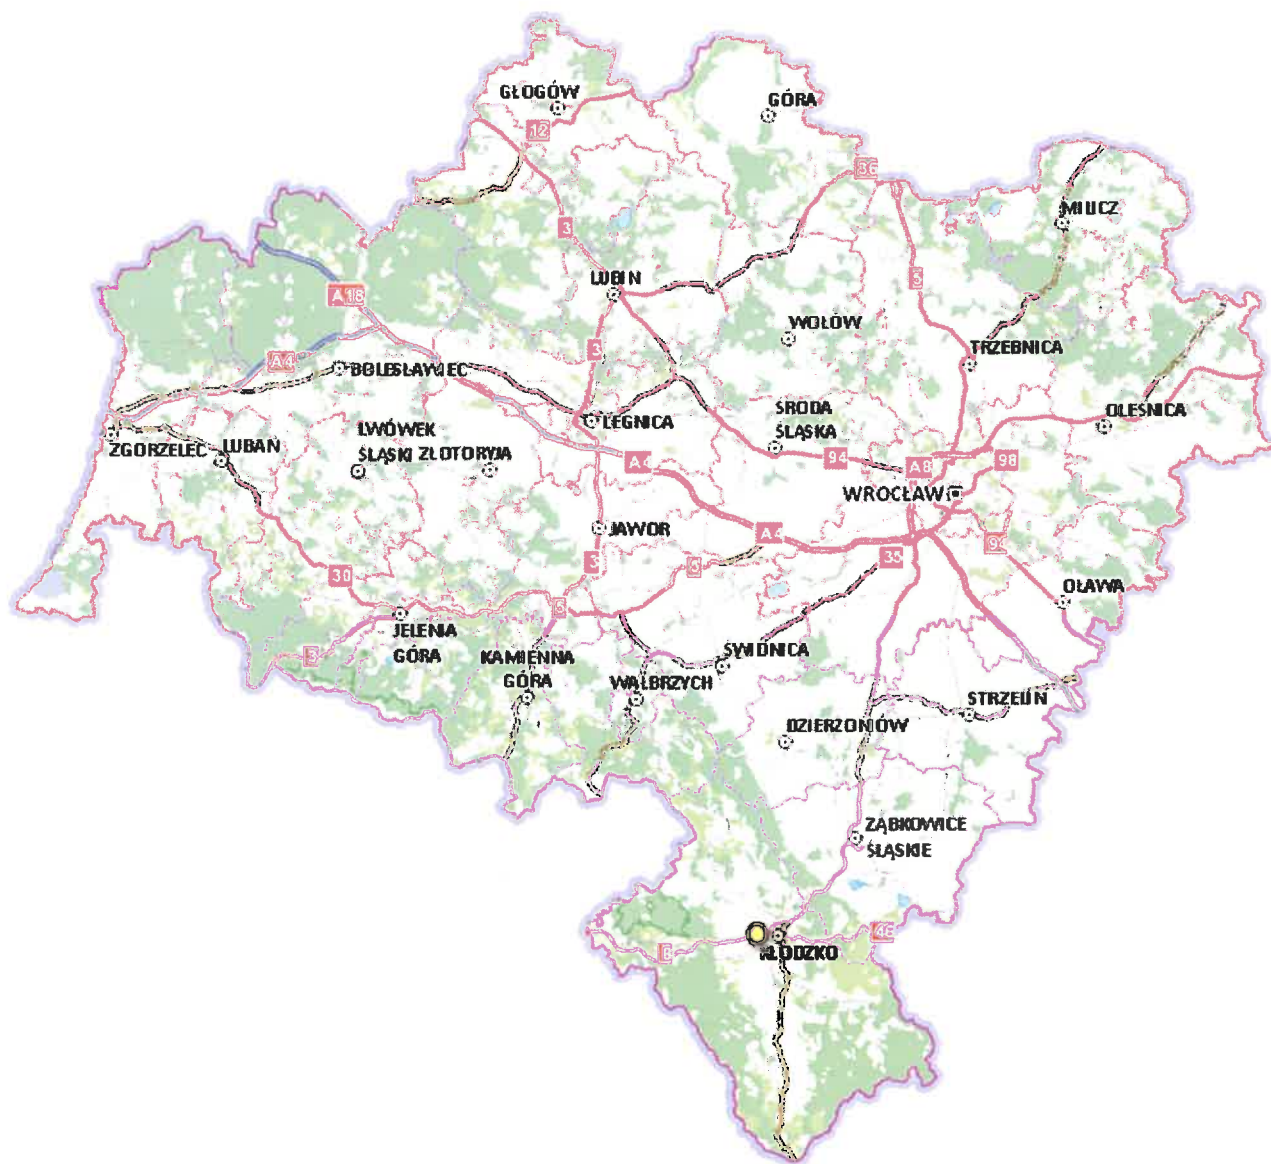 GŁOGÓW
GÓRA
12
36
MILICZ
3
5
LUBIN
A18
WOŁÓW
3
TRZEBNICA
A4
BOLESŁAWIEC
OLEŚNICA
LEGNICA
ŚRODA
ŚLĄSKA
ZGORZELEC
LUBAŃ
LWÓWEK
ŚLĄSKI
ZŁOTORYJA
A4
94
A8
98
WROCŁAW
JAWOR
A4
3
35
30
5
OŁAWA
JELENIA
GÓRA
3
KAMIENNA
GÓRA
ŚWIDNICA
WAŁBRZYCH
STRZELIN
DZIERŻONIÓW
ZĄBKOWICE
ŚLĄSKIE
KŁODZKO